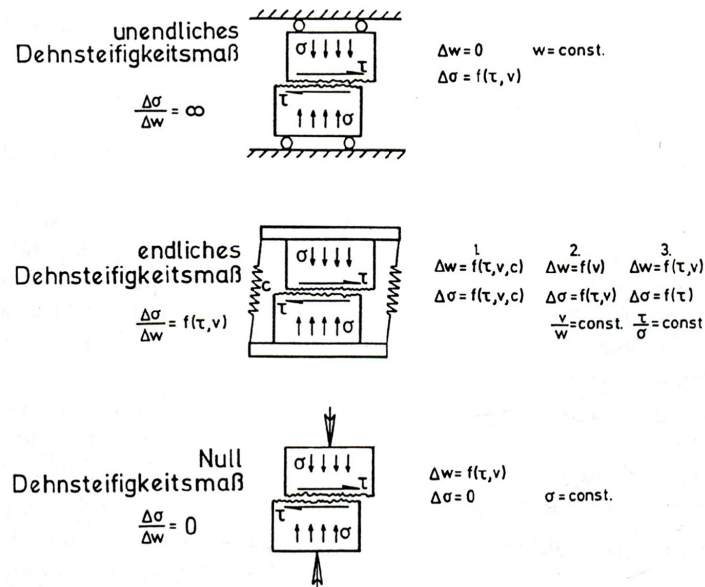 unendliches
Dehnsteifigkeitsmaß
Δσ/Δw = ∞
σ
τ
τ
σ
Δw = 0 w = const.
Δσ = f(τ, v)
endliches
Dehnsteifigkeitsmaß
Δσ/Δw = f(τ, v)
σ
c
τ
τ
σ
1. 2. 3.
Δw = f(τ,v,c) Δw = f(v) Δw = f(τ,v)
Δσ = f(τ,v,c) Δσ = f(τ,v) Δσ = f(τ)
v/w = const. τ/σ = const
Null
Dehnsteifigkeitsmaß
Δσ/Δw = 0
σ
τ
τ
σ
Δw = f(τ,v)
Δσ = 0 σ = const.